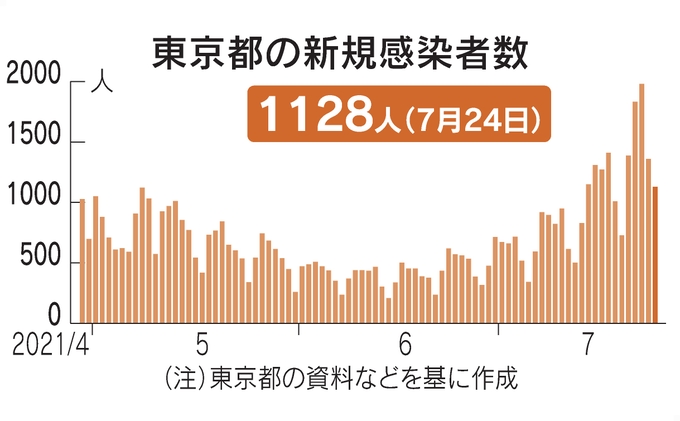 東京都の新規感染者数
2000 人
1128人(7月24日)
1500
1000
500
0
2021/4 5 6 7
(注)東京都の資料などを基に作成